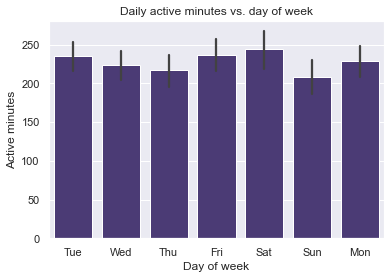 Daily active minutes vs. day of week
Active minutes
250
200
150
100
50
0
Tue Wed Thu Fri Sat Sun Mon
Day of week